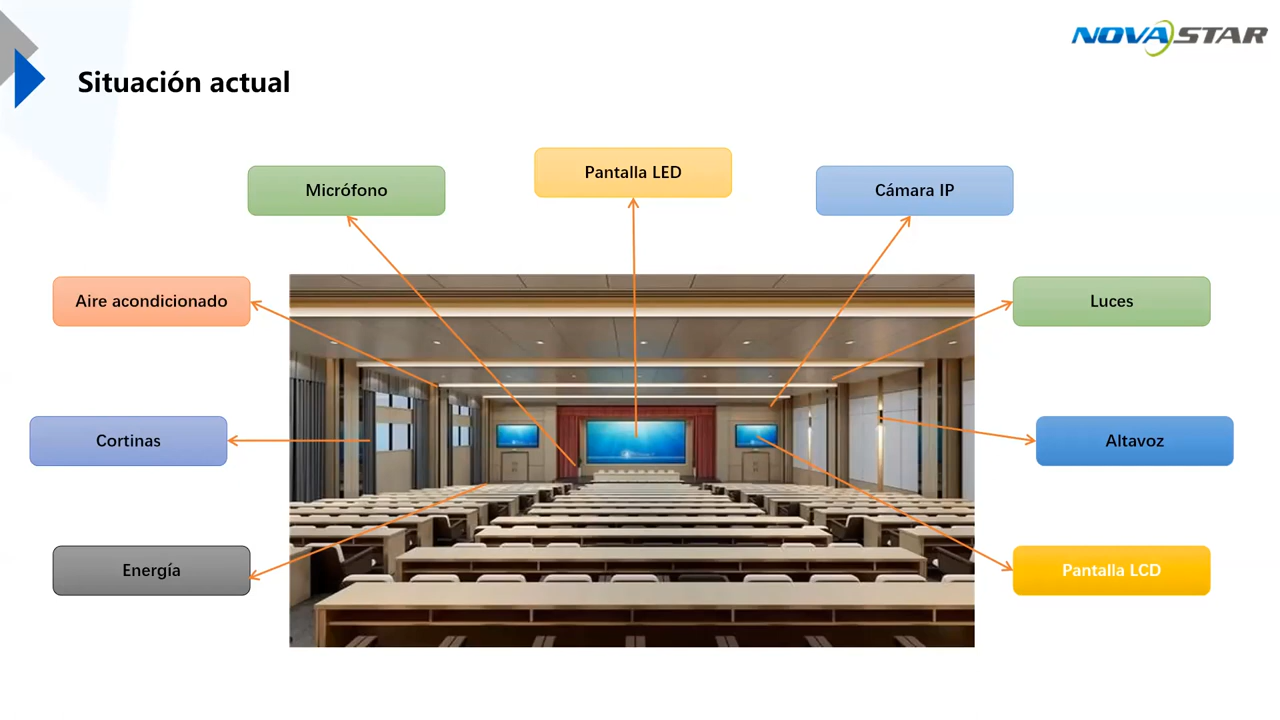 NOVASTAR
Situación actual
Pantalla LED
Micrófono
Cámara IP
Aire acondicionado
Luces
Cortinas
Altavoz
Energía
Pantalla LCD